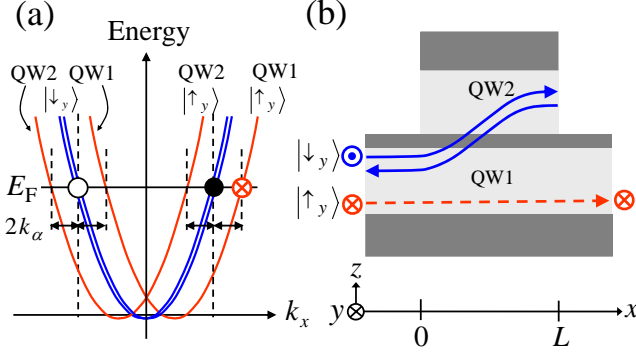 (a)
Energy
QW2 QW1 QW2 QW1
|↓y⟩ |↑y⟩ |↑y⟩
EF
2kα
kx
(b)
QW2
|↓y⟩
QW1
|↑y⟩
z
y x
0 L